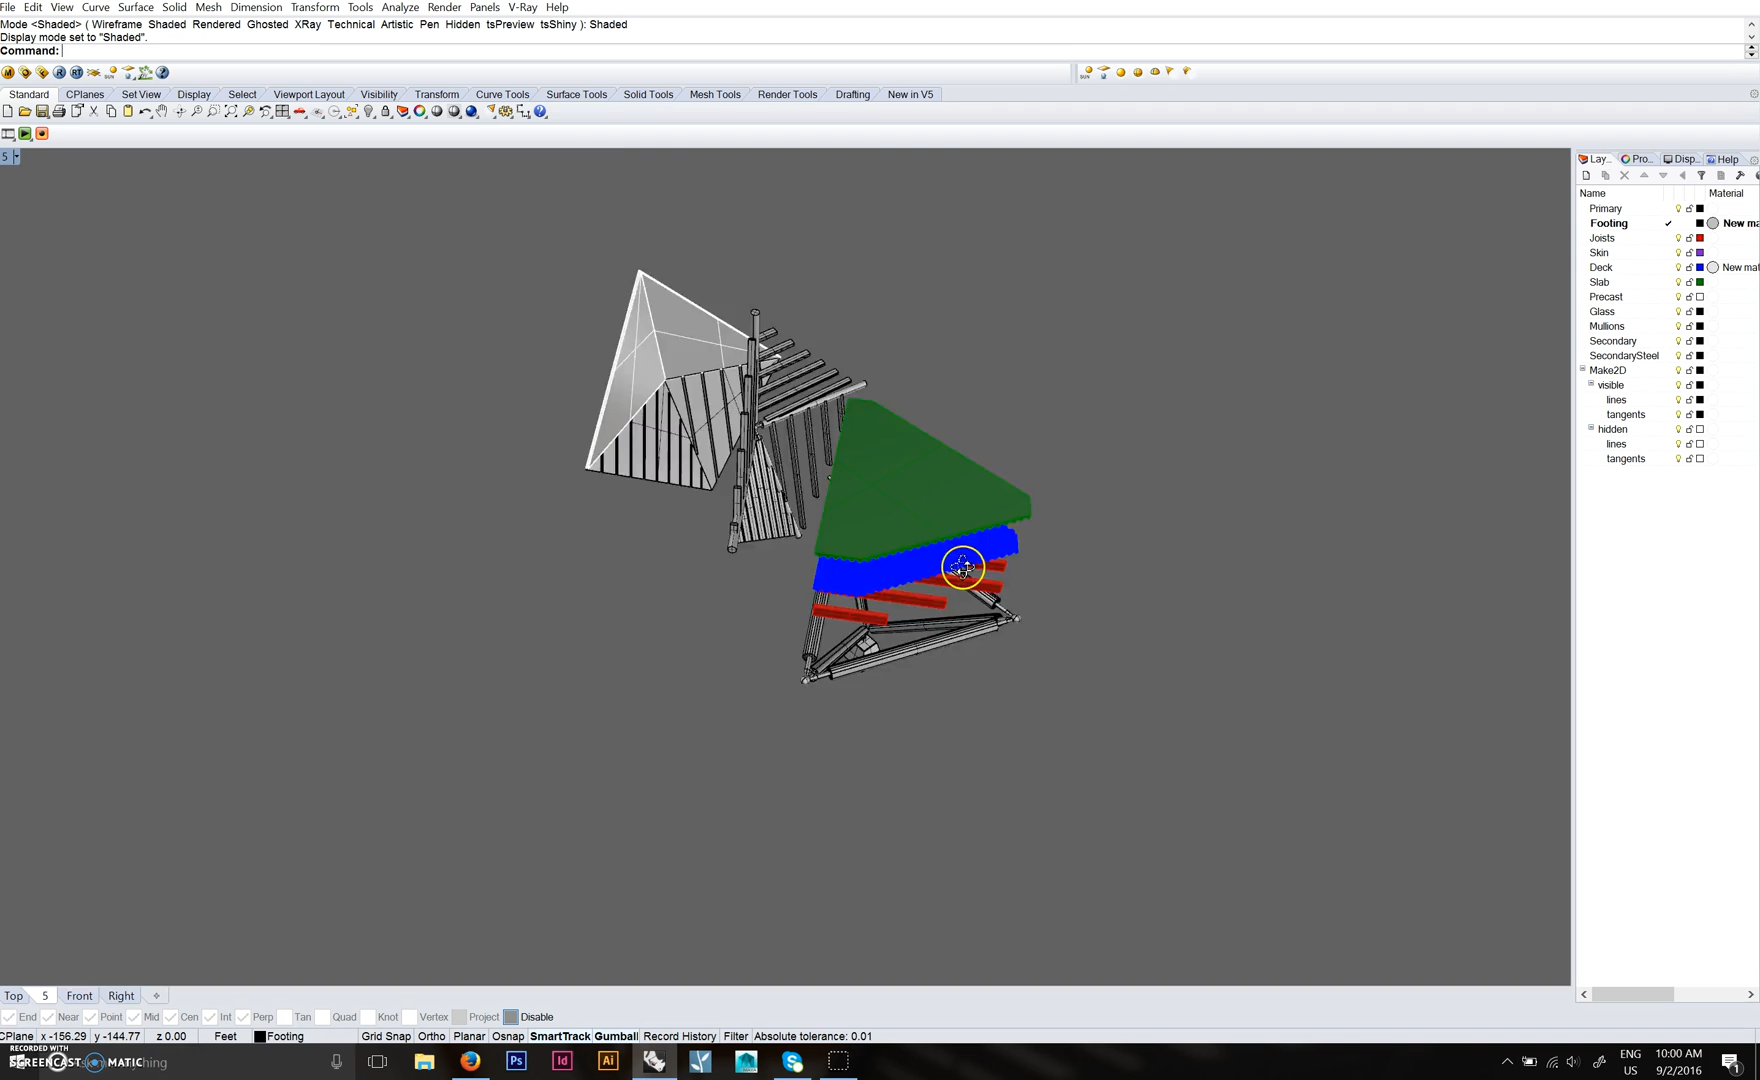 File Edit View Curve Surface Solid Mesh Dimension Transform Tools Analyze Render Panels V-Ray Help
Mode <Shaded> ( Wireframe Shaded Rendered Ghosted XRay Technical Artistic Pen Hidden tsPreview tsShiny ): Shaded
Display mode set to "Shaded".
Command:
Standard CPlanes Set View Display Select Viewport Layout Visibility Transform Curve Tools Surface Tools Solid Tools Mesh Tools Render Tools Drafting New in V5
5
Lay... Pro... Disp... Help
Name Material
Primary
Footing New ma
Joists
Skin
Deck New mat
Slab
Precast
Glass
Mullions
Secondary
SecondarySteel
Make2D
visible
lines
tangents
hidden
lines
tangents
Top 5 Front Right
End Near Point Mid Cen Int Perp Tan Quad Knot Vertex Project Disable
CPlane x -156.29 y -144.77 z 0.00 Feet Footing Grid Snap Ortho Planar Osnap SmartTrack Gumball Record History Filter Absolute tolerance: 0.01
RECORDED WITH
SCREENCAST MATIC
ything
Ps Id Ai
ENG
US
10:00 AM
9/2/2016
1